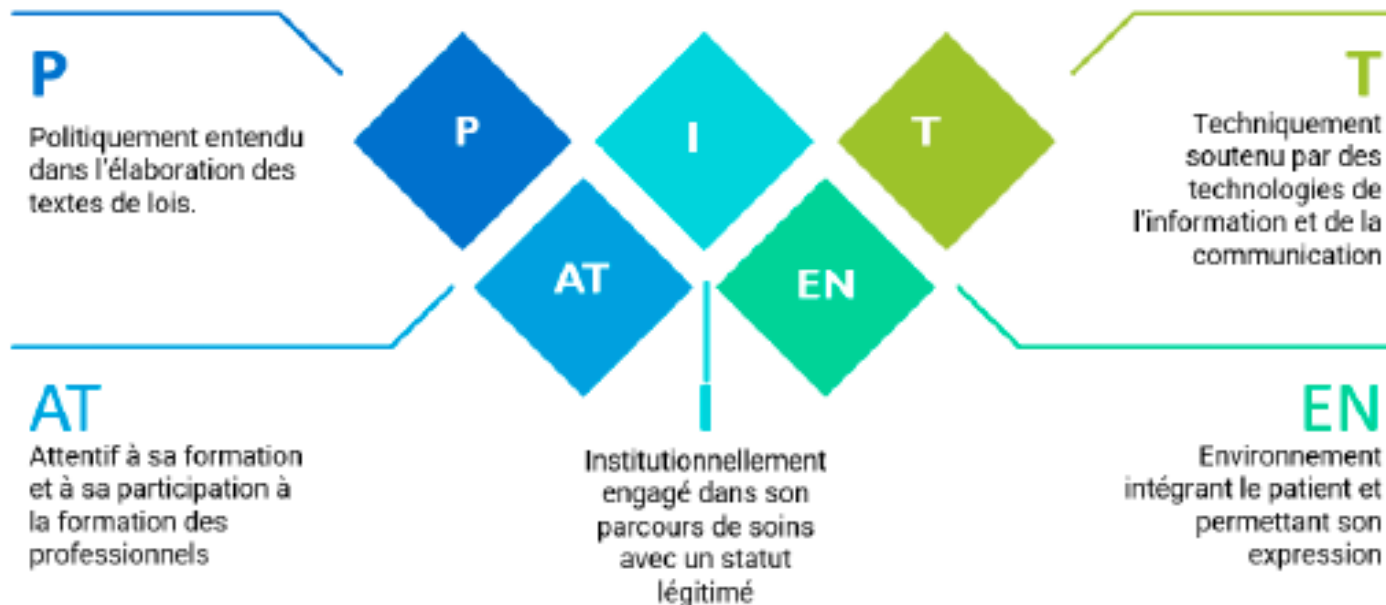 P
Politiquement entendu
dans l'élaboration des
textes de lois.
P
I
T
AT
EN
T
Techniquement
soutenu par des
technologies de
l'information et de la
communication
AT
Attentif à sa formation
et à sa participation à
la formation des
professionnels
I
Institutionnellement
engagé dans son
parcours de soins
avec un statut
légitimé
EN
Environnement
intégrant le patient et
permettant son
expression